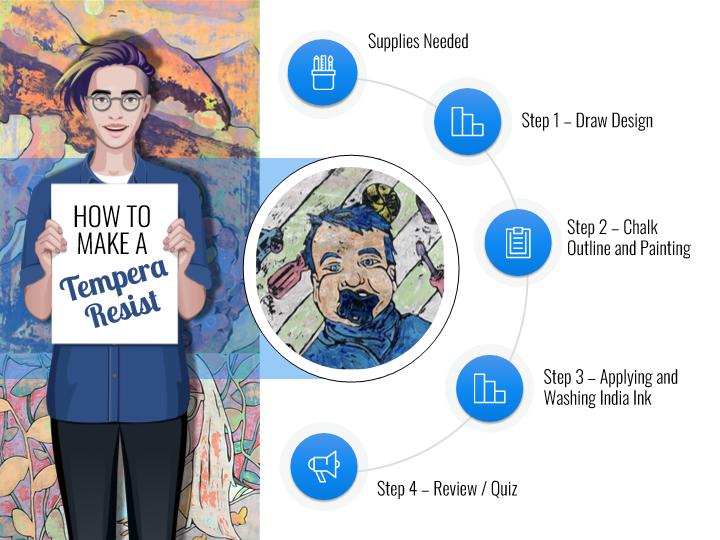 HOW TO
MAKE A
Tempera
Resist
Supplies Needed
Step 1 – Draw Design
Step 2 – Chalk
Outline and Painting
Step 3 – Applying and
Washing India Ink
Step 4 – Review / Quiz